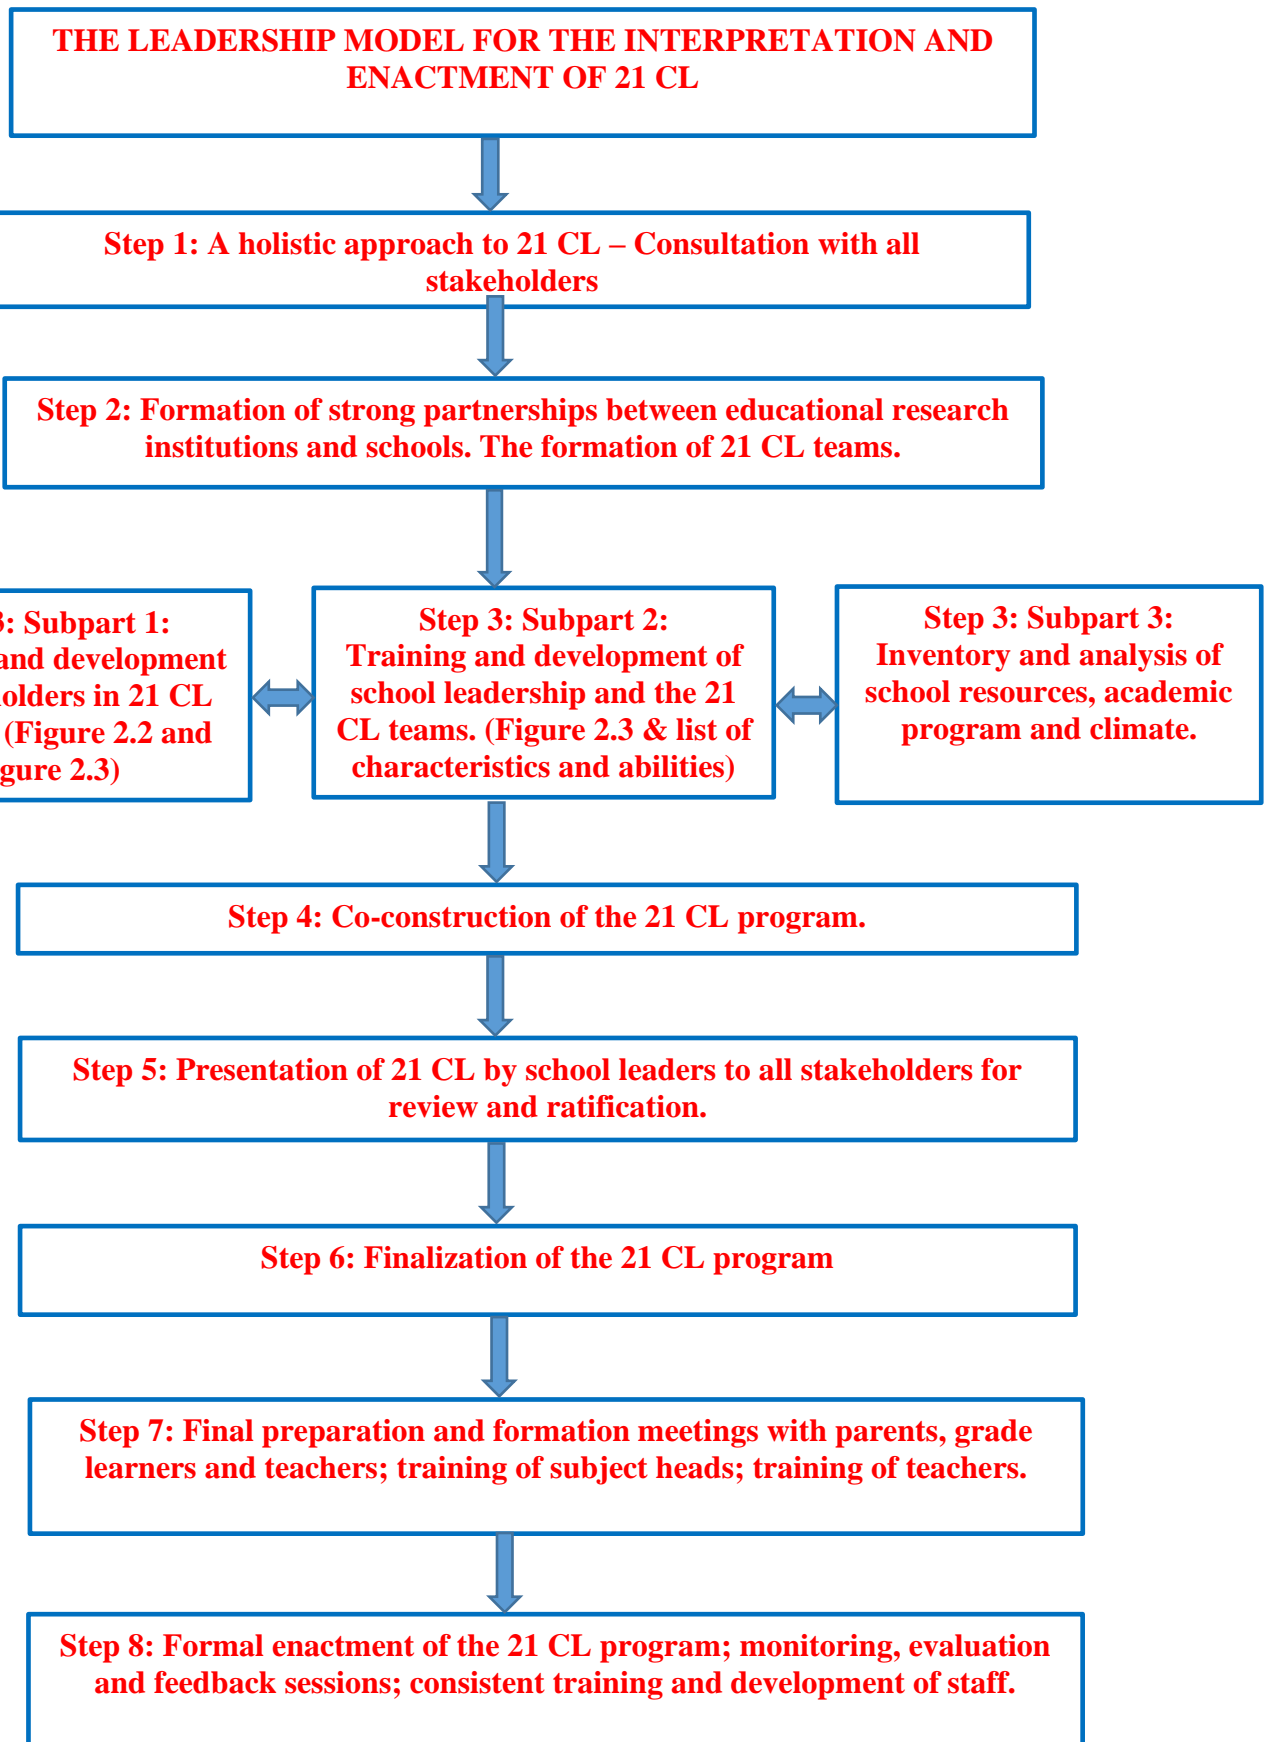 THE LEADERSHIP MODEL FOR THE INTERPRETATION AND
ENACTMENT OF 21 CL
Step 1: A holistic approach to 21 CL – Consultation with all
stakeholders
Step 2: Formation of strong partnerships between educational research
institutions and schools. The formation of 21 CL teams.
3: Subpart 1:
and development
holders in 21 CL
(Figure 2.2 and
gure 2.3)
Step 3: Subpart 2:
Training and development of
school leadership and the 21
CL teams. (Figure 2.3 & list of
characteristics and abilities)
Step 3: Subpart 3:
Inventory and analysis of
school resources, academic
program and climate.
Step 4: Co-construction of the 21 CL program.
Step 5: Presentation of 21 CL by school leaders to all stakeholders for
review and ratification.
Step 6: Finalization of the 21 CL program
Step 7: Final preparation and formation meetings with parents, grade
learners and teachers; training of subject heads; training of teachers.
Step 8: Formal enactment of the 21 CL program; monitoring, evaluation
and feedback sessions; consistent training and development of staff.